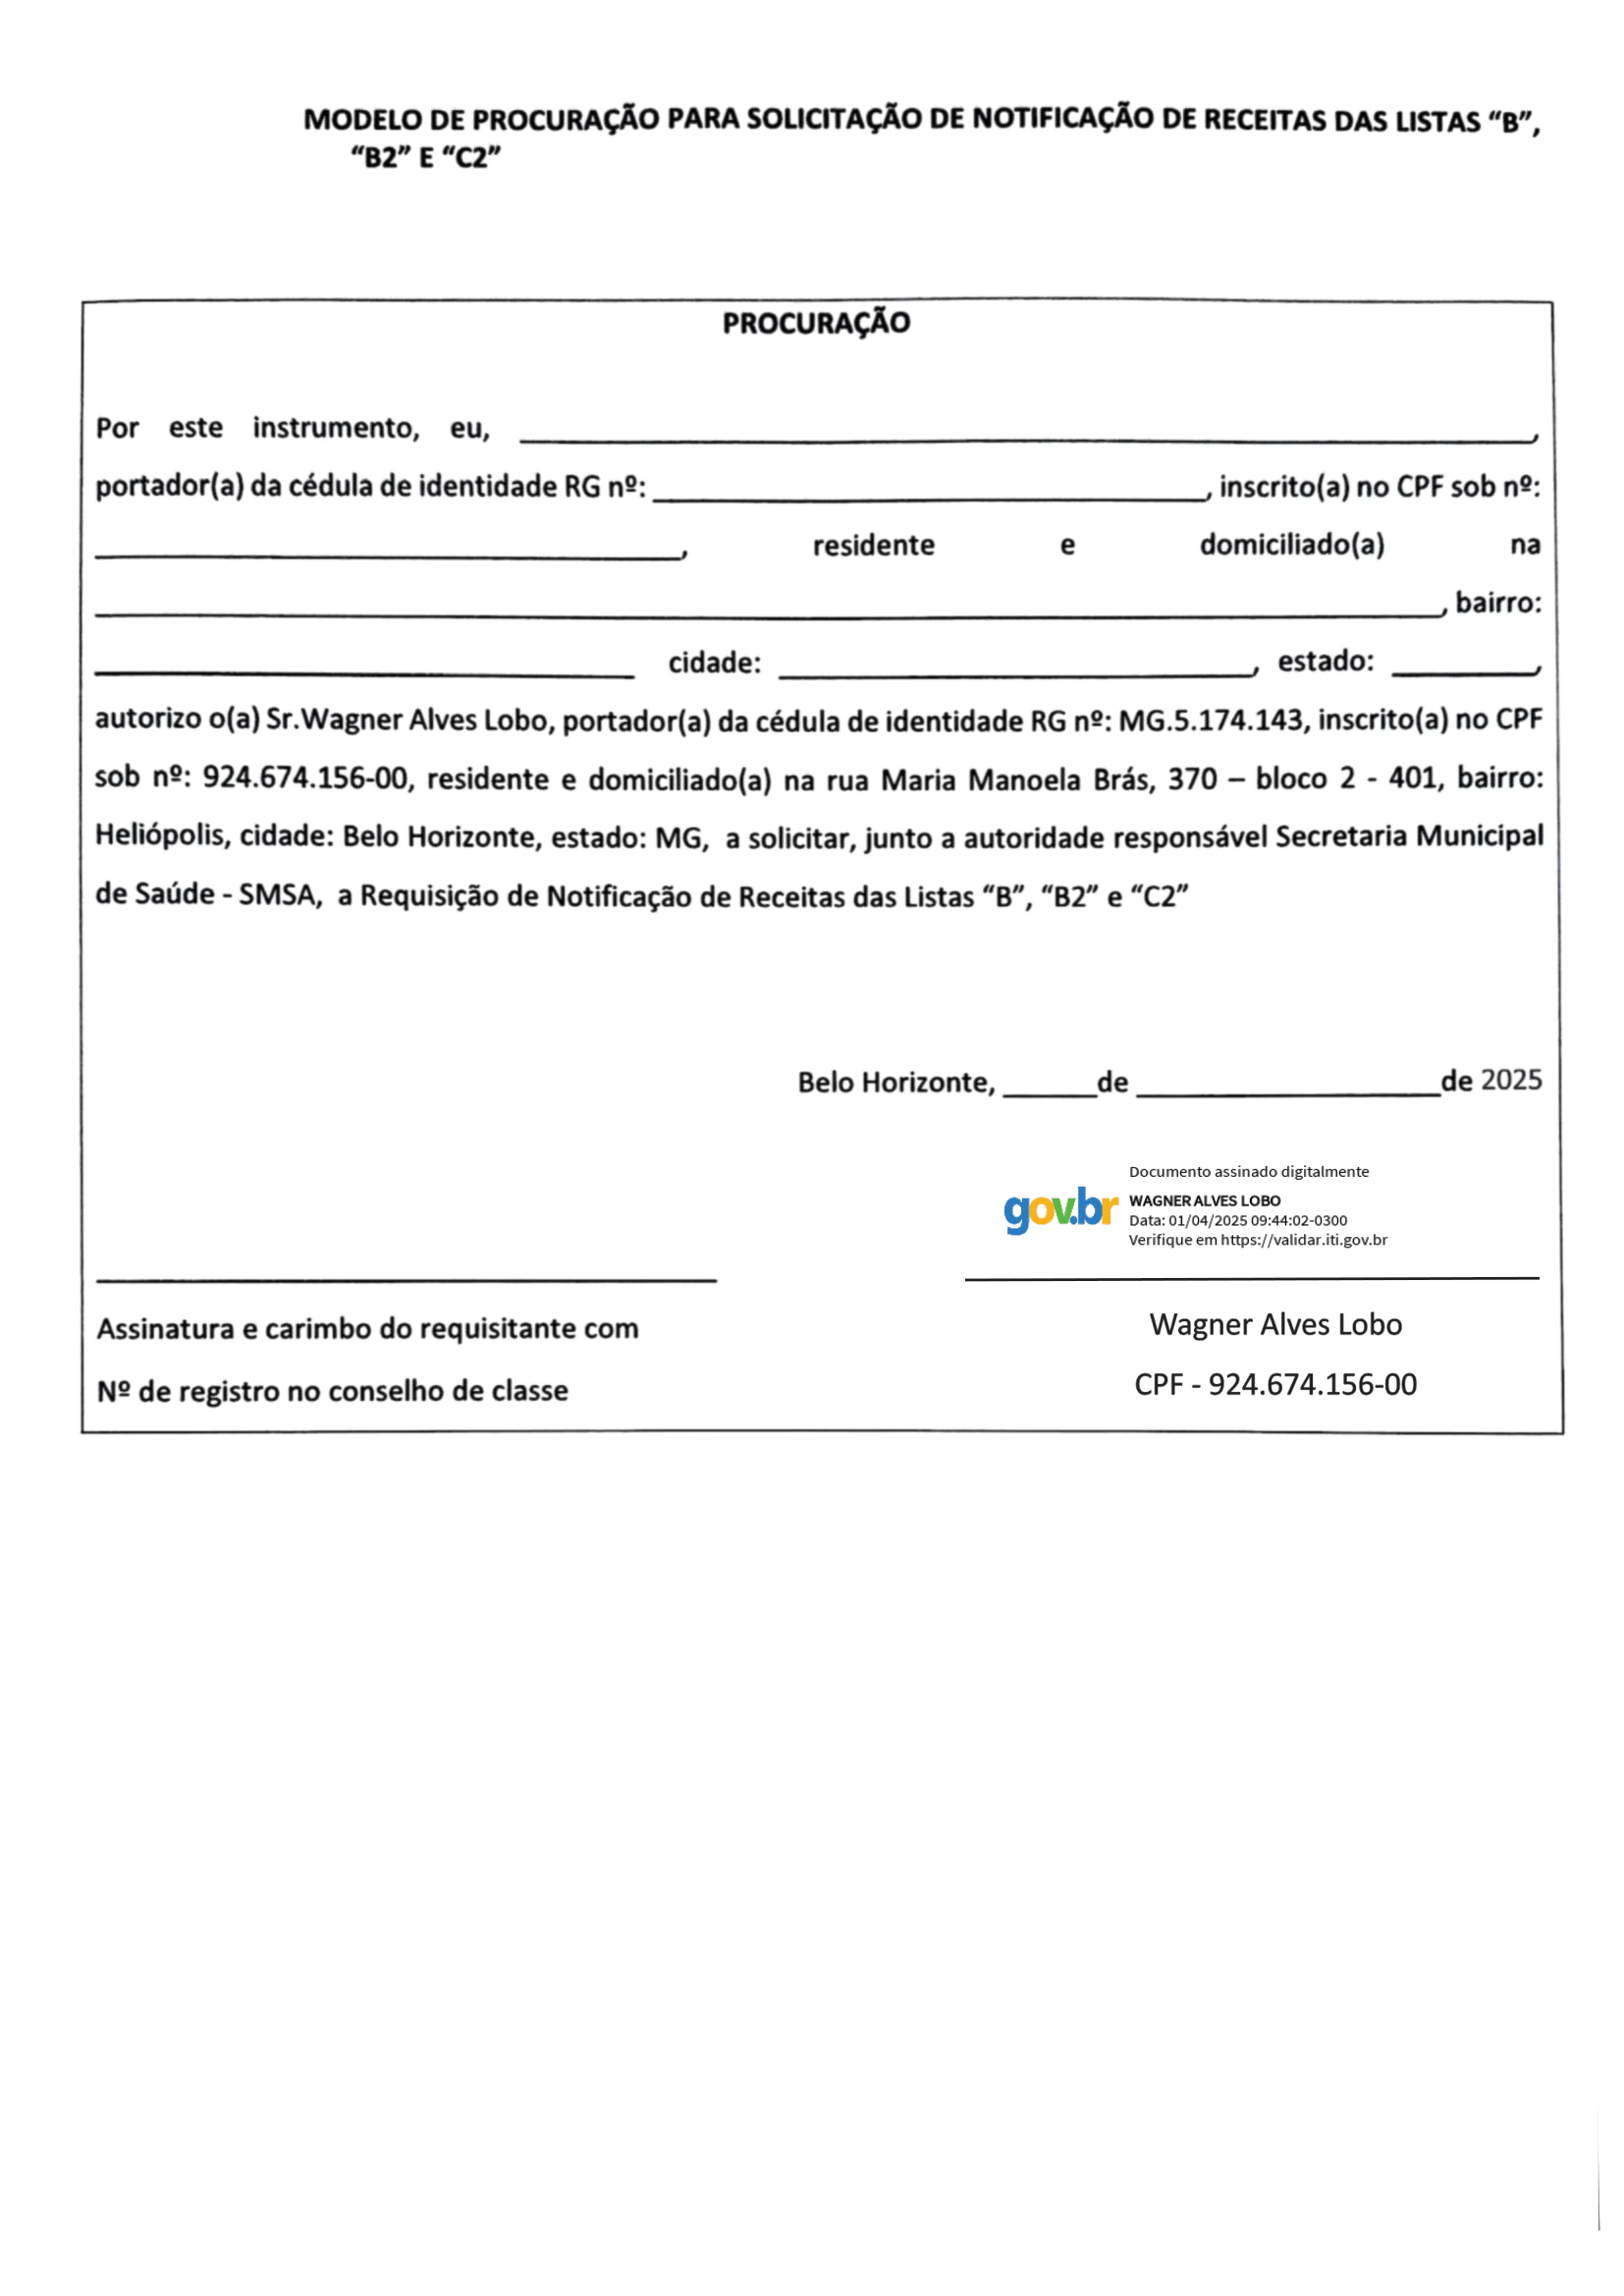 MODELO DE PROCURAÇÃO PARA SOLICITAÇÃO DE NOTIFICAÇÃO DE RECEITAS DAS LISTAS “B”,
“B2” E “C2”
PROCURAÇÃO
Por este instrumento, eu, ____________________,
portador(a) da cédula de identidade RG nº: ____________________, inscrito(a) no CPF sob nº:
____________________, residente e domiciliado(a) na
____________________, bairro:
____________________ cidade: ____________________, estado: __________,
autorizo o(a) Sr.Wagner Alves Lobo, portador(a) da cédula de identidade RG nº: MG.5.174.143, inscrito(a) no CPF
sob nº: 924.674.156-00, residente e domiciliado(a) na rua Maria Manoela Brás, 370 – bloco 2 - 401, bairro:
Heliópolis, cidade: Belo Horizonte, estado: MG, a solicitar, junto a autoridade responsável Secretaria Municipal
de Saúde - SMSA, a Requisição de Notificação de Receitas das Listas “B”, “B2” e “C2”
Belo Horizonte, ______de ____________________de 2025
Documento assinado digitalmente
gov.br
WAGNER ALVES LOBO
Data: 01/04/2025 09:44:02-0300
Verifique em https://validar.iti.gov.br
Assinatura e carimbo do requisitante com
Nº de registro no conselho de classe
Wagner Alves Lobo
CPF - 924.674.156-00